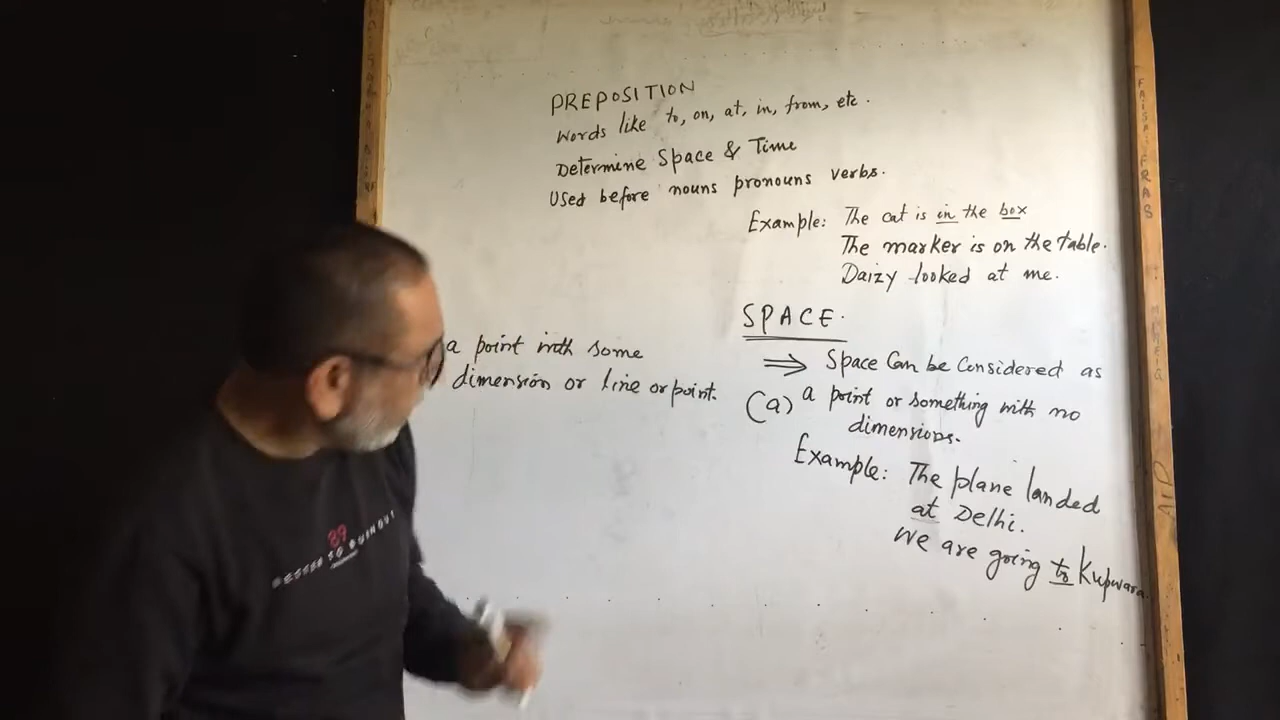 PREPOSITION
Words like to, on, at, in, from, etc.
Determine Space & Time
Used before nouns pronouns verbs.
Example: The cat is in the box
The marker is on the table.
Daizy looked at me.
SPACE.
⇒ Space Can be Considered as
(a) a point or something with no
dimensions.
Example: The plane landed
at Delhi.
We are going to Kupwara.
a point with some
dimension or line or point.
89